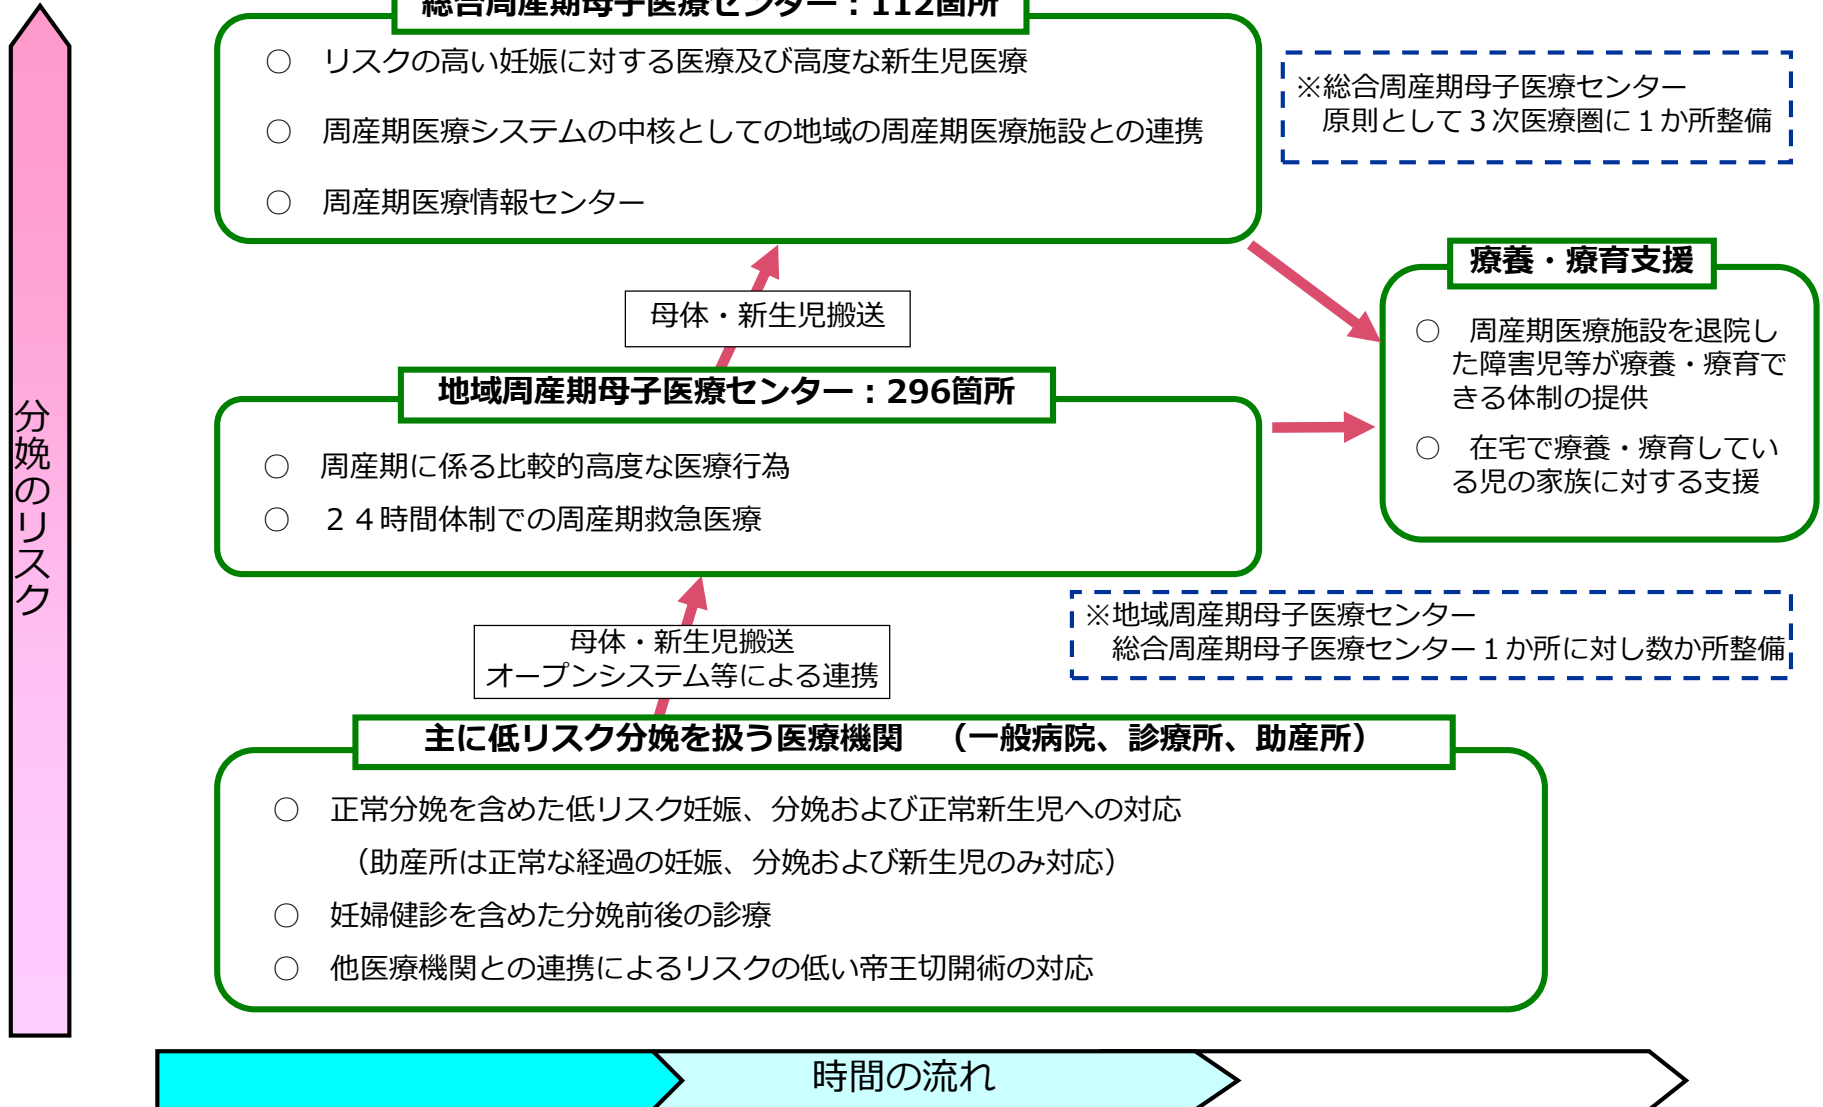 総合周産期母子医療センター：112箇所
○　リスクの高い妊娠に対する医療及び高度な新生児医療
○　周産期医療システムの中核としての地域の周産期医療施設との連携
○　周産期医療情報センター
※総合周産期母子医療センター
原則として３次医療圏に１か所整備
母体・新生児搬送
療養・療育支援
○　周産期医療施設を退院し
た障害児等が療養・療育で
きる体制の提供
○　在宅で療養・療育してい
る児の家族に対する支援
地域周産期母子医療センター：296箇所
○　周産期に係る比較的高度な医療行為
○　２４時間体制での周産期救急医療
分娩のリスク
母体・新生児搬送
オープンシステム等による連携
※地域周産期母子医療センター
総合周産期母子医療センター１か所に対し数か所整備
主に低リスク分娩を扱う医療機関　（一般病院、診療所、助産所）
○　正常分娩を含めた低リスク妊娠、分娩および正常新生児への対応
（助産所は正常な経過の妊娠、分娩および新生児のみ対応）
○　妊婦健診を含めた分娩前後の診療
○　他医療機関との連携によるリスクの低い帝王切開術の対応
時間の流れ